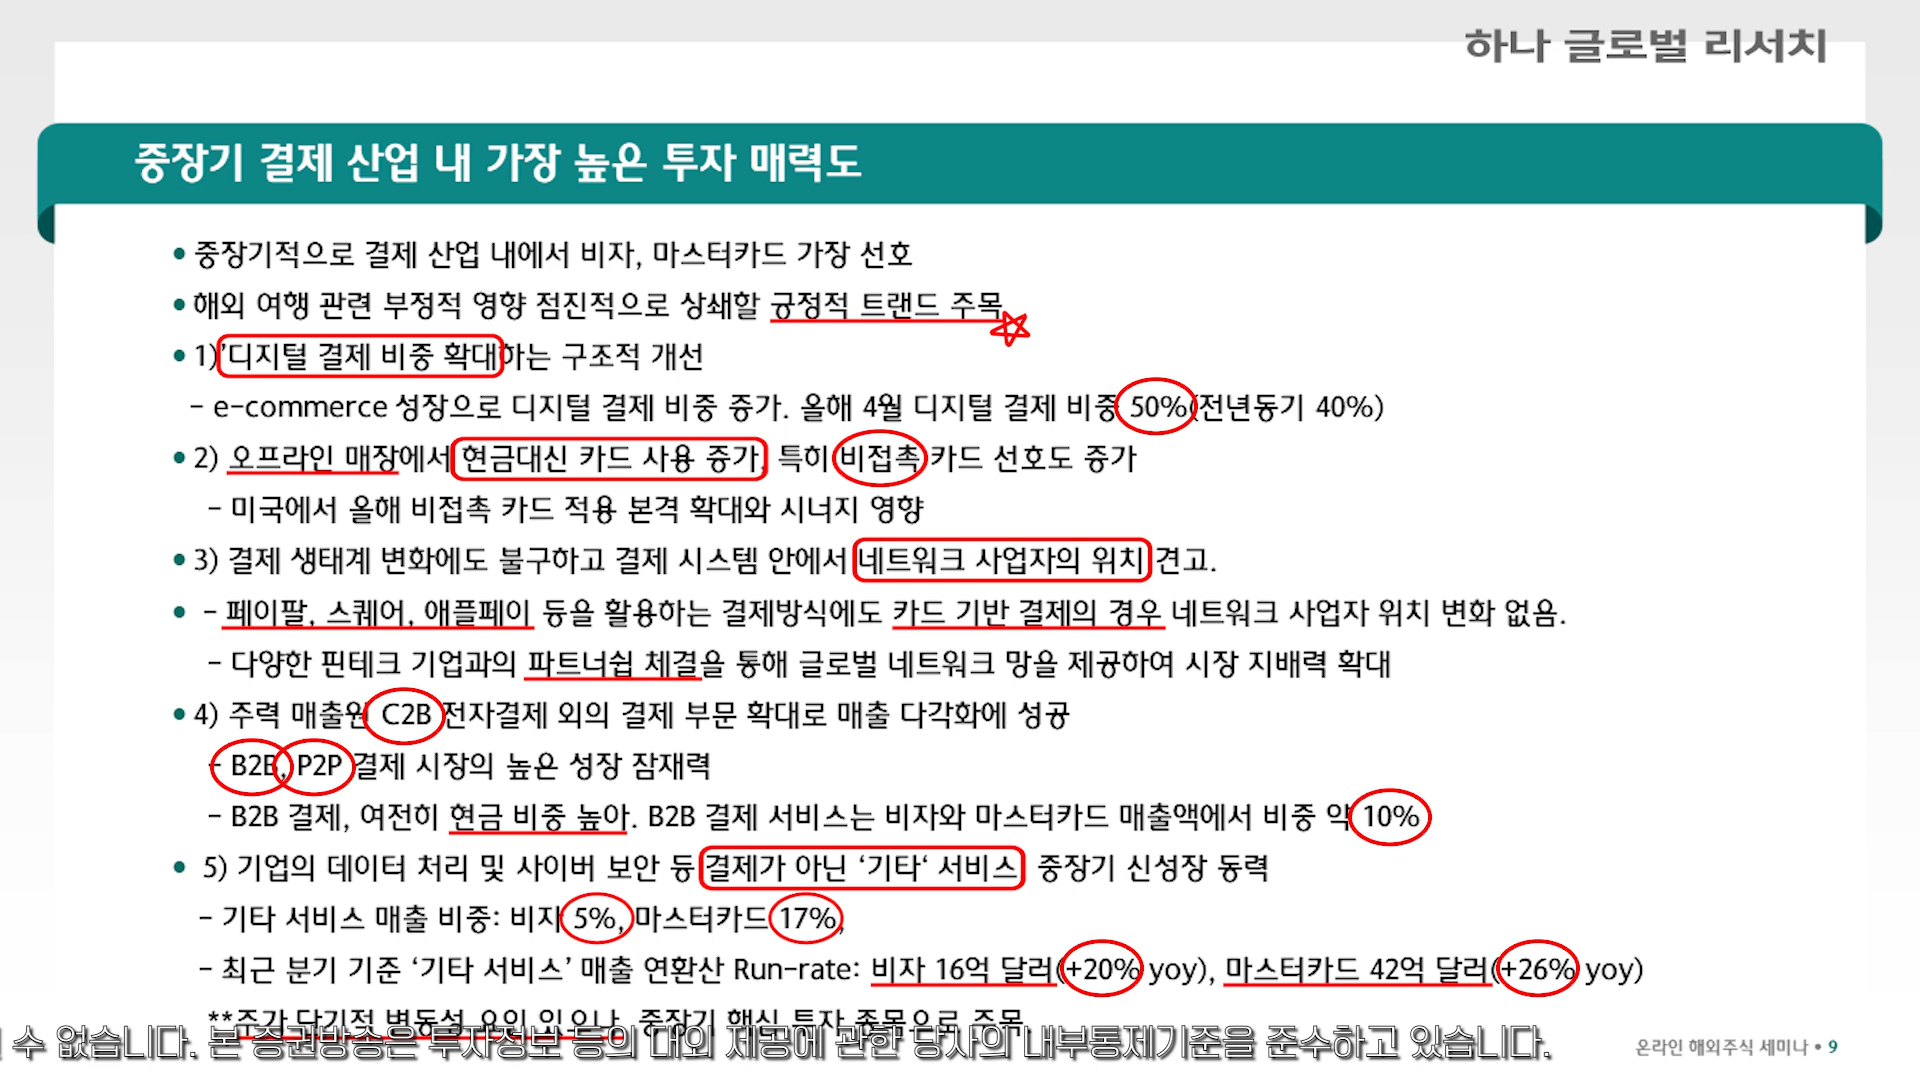 하나 글로벌 리서치
중장기 결제 산업 내 가장 높은 투자 매력도
• 중장기적으로 결제 산업 내에서 비자, 마스터카드 가장 선호
• 해외 여행 관련 부정적 영향 점진적으로 상쇄할 긍정적 트랜드 주목
• 1)'디지털 결제 비중 확대'하는 구조적 개선
- e-commerce 성장으로 디지털 결제 비중 증가. 올해 4월 디지털 결제 비중 50%(전년동기 40%)
• 2) 오프라인 매장에서 현금대신 카드 사용 증가. 특히 비접촉 카드 선호도 증가
- 미국에서 올해 비접촉 카드 적용 본격 확대와 시너지 영향
• 3) 결제 생태계 변화에도 불구하고 결제 시스템 안에서 네트워크 사업자의 위치 견고.
• - 페이팔, 스퀘어, 애플페이 등을 활용하는 결제방식에도 카드 기반 결제의 경우 네트워크 사업자 위치 변화 없음.
- 다양한 핀테크 기업과의 파트너쉽 체결을 통해 글로벌 네트워크 망을 제공하여 시장 지배력 확대
• 4) 주력 매출원 C2B 전자결제 외의 결제 부문 확대로 매출 다각화에 성공
- B2B, P2P 결제 시장의 높은 성장 잠재력
- B2B 결제, 여전히 현금 비중 높아. B2B 결제 서비스는 비자와 마스터카드 매출액에서 비중 약 10%
• 5) 기업의 데이터 처리 및 사이버 보안 등 결제가 아닌 ‘기타‘ 서비스 중장기 신성장 동력
- 기타 서비스 매출 비중: 비자 5%, 마스터카드 17%,
- 최근 분기 기준 ‘기타 서비스’ 매출 연환산 Run-rate: 비자 16억 달러(+20% yoy), 마스터카드 42억 달러(+26% yoy)
**주가 단기적 변동성 요인 있으나, 중장기 핵심 투자 종목으로 주목
수 없습니다. 본 증권방송은 투자정보 등의 대외 제공에 관한 당사의 내부통제기준을 준수하고 있습니다.
온라인 해외주식 세미나 • 9